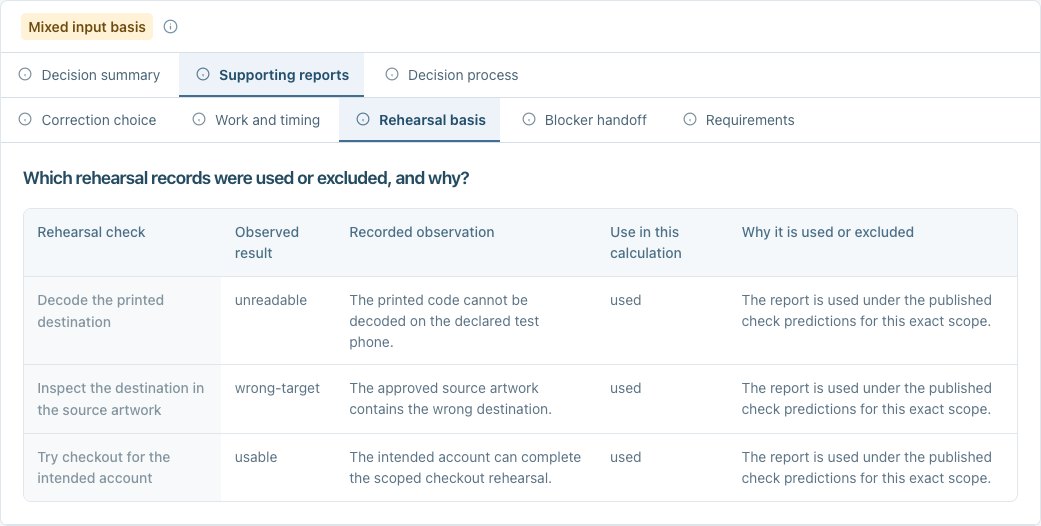 Mixed input basis
Decision summary
Supporting reports
Decision process
Correction choice
Work and timing
Rehearsal basis
Blocker handoff
Requirements
Which rehearsal records were used or excluded, and why?
Rehearsal check
Observed
result
Recorded observation
Use in this
calculation
Why it is used or excluded
Decode the printed
destination
unreadable
The printed code cannot be
decoded on the declared test
phone.
used
The report is used under the published
check predictions for this exact scope.
Inspect the destination in
the source artwork
wrong-target
The approved source artwork
contains the wrong destination.
used
The report is used under the published
check predictions for this exact scope.
Try checkout for the
intended account
usable
The intended account can complete
the scoped checkout rehearsal.
used
The report is used under the published
check predictions for this exact scope.